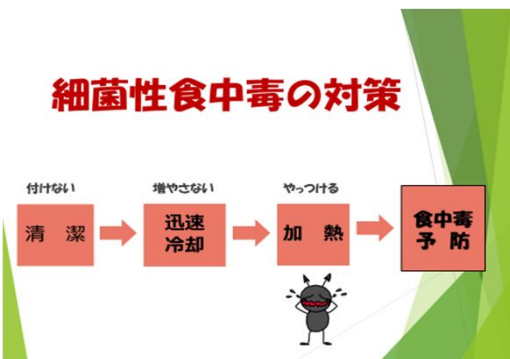 細菌性食中毒の対策
付けない
増やさない
やっつける
清 潔
迅速
冷却
加 熱
食中毒
予 防